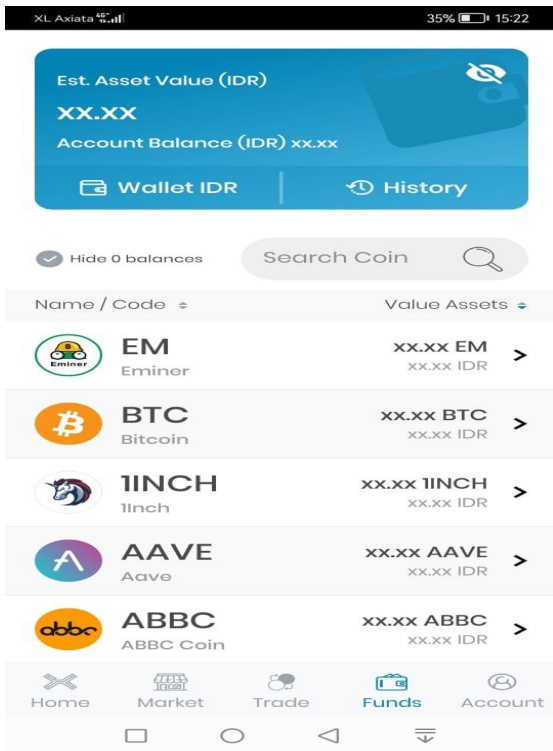 XL Axiata 4G 35% 15:22
Est. Asset Value (IDR)
xx.xx
Account Balance (IDR) xx.xx
Wallet IDR History
Hide 0 balances Search Coin
Name / Code Value Assets
EM xx.xx EM
Eminer Eminer xx.xx IDR
BTC xx.xx BTC
Bitcoin xx.xx IDR
1INCH xx.xx 1INCH
1Inch xx.xx IDR
AAVE xx.xx AAVE
Aave xx.xx IDR
abbc ABBC xx.xx ABBC
ABBC Coin xx.xx IDR
Home Market Trade Funds Account